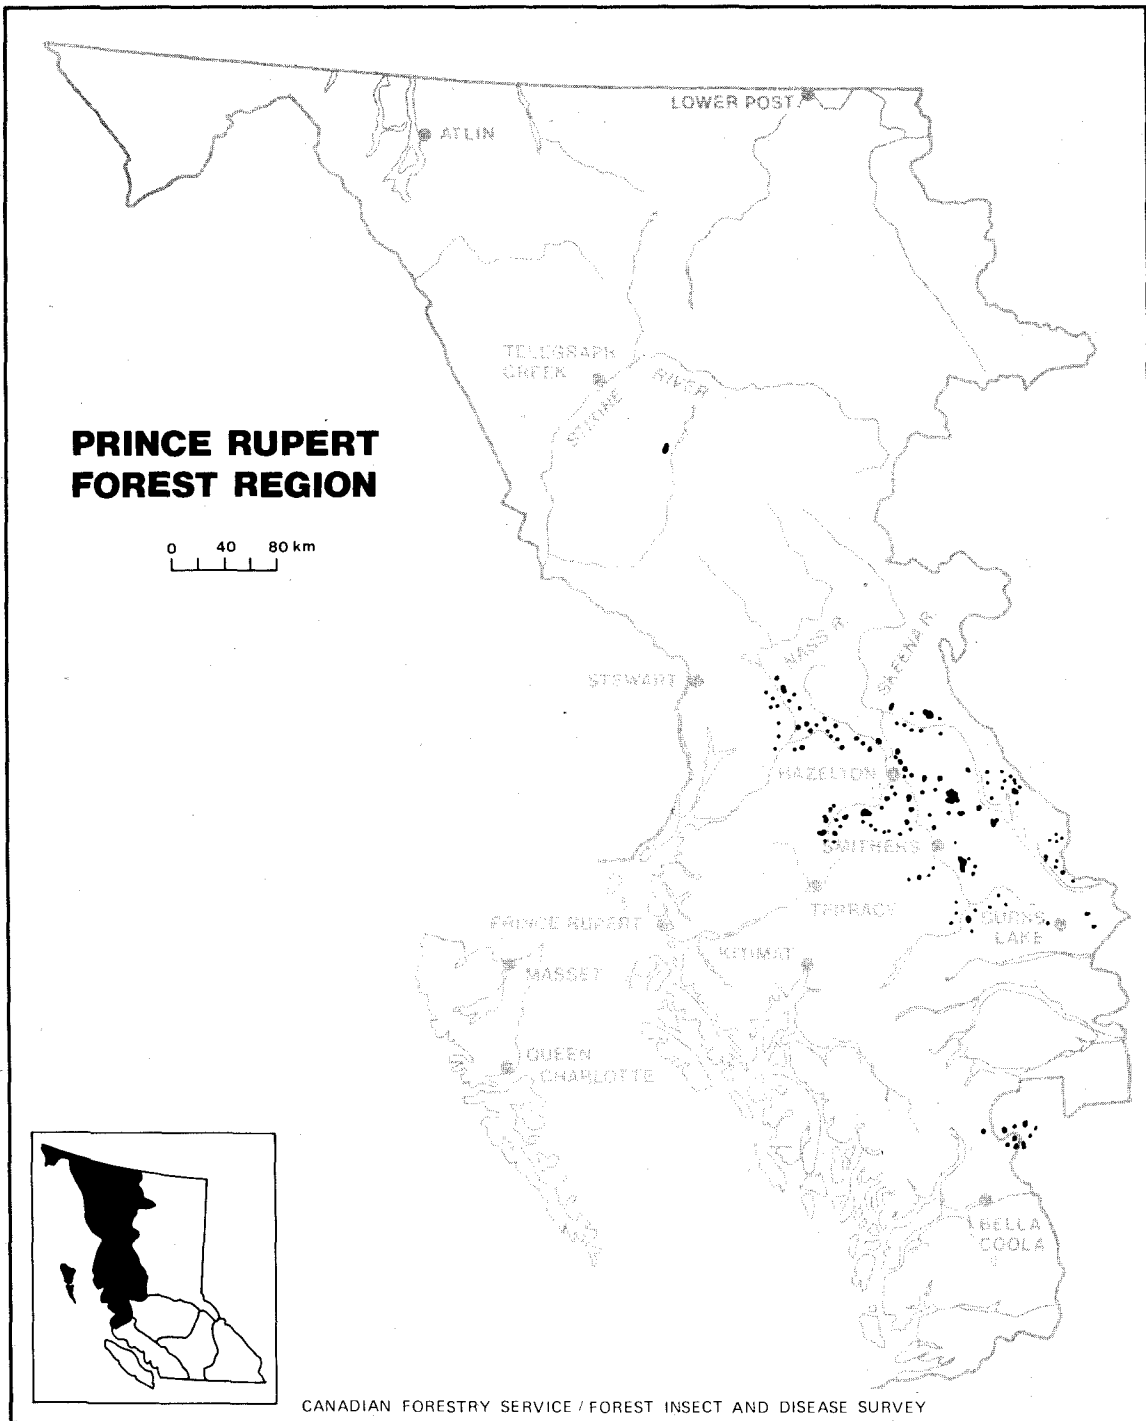 LOWER POST
ATLIN
TELEGRAPH
CREEK
STIKINE
RIVER
PRINCE RUPERT
FOREST REGION
0 40 80 km
NASS R.
SKEENA R.
STEWART
HAZELTON
SMITHERS
TERRACE
PRINCE RUPERT
BURNS
LAKE
KITIMAT
MASSET
QUEEN
CHARLOTTE
BELLA
COOLA
CANADIAN FORESTRY SERVICE / FOREST INSECT AND DISEASE SURVEY